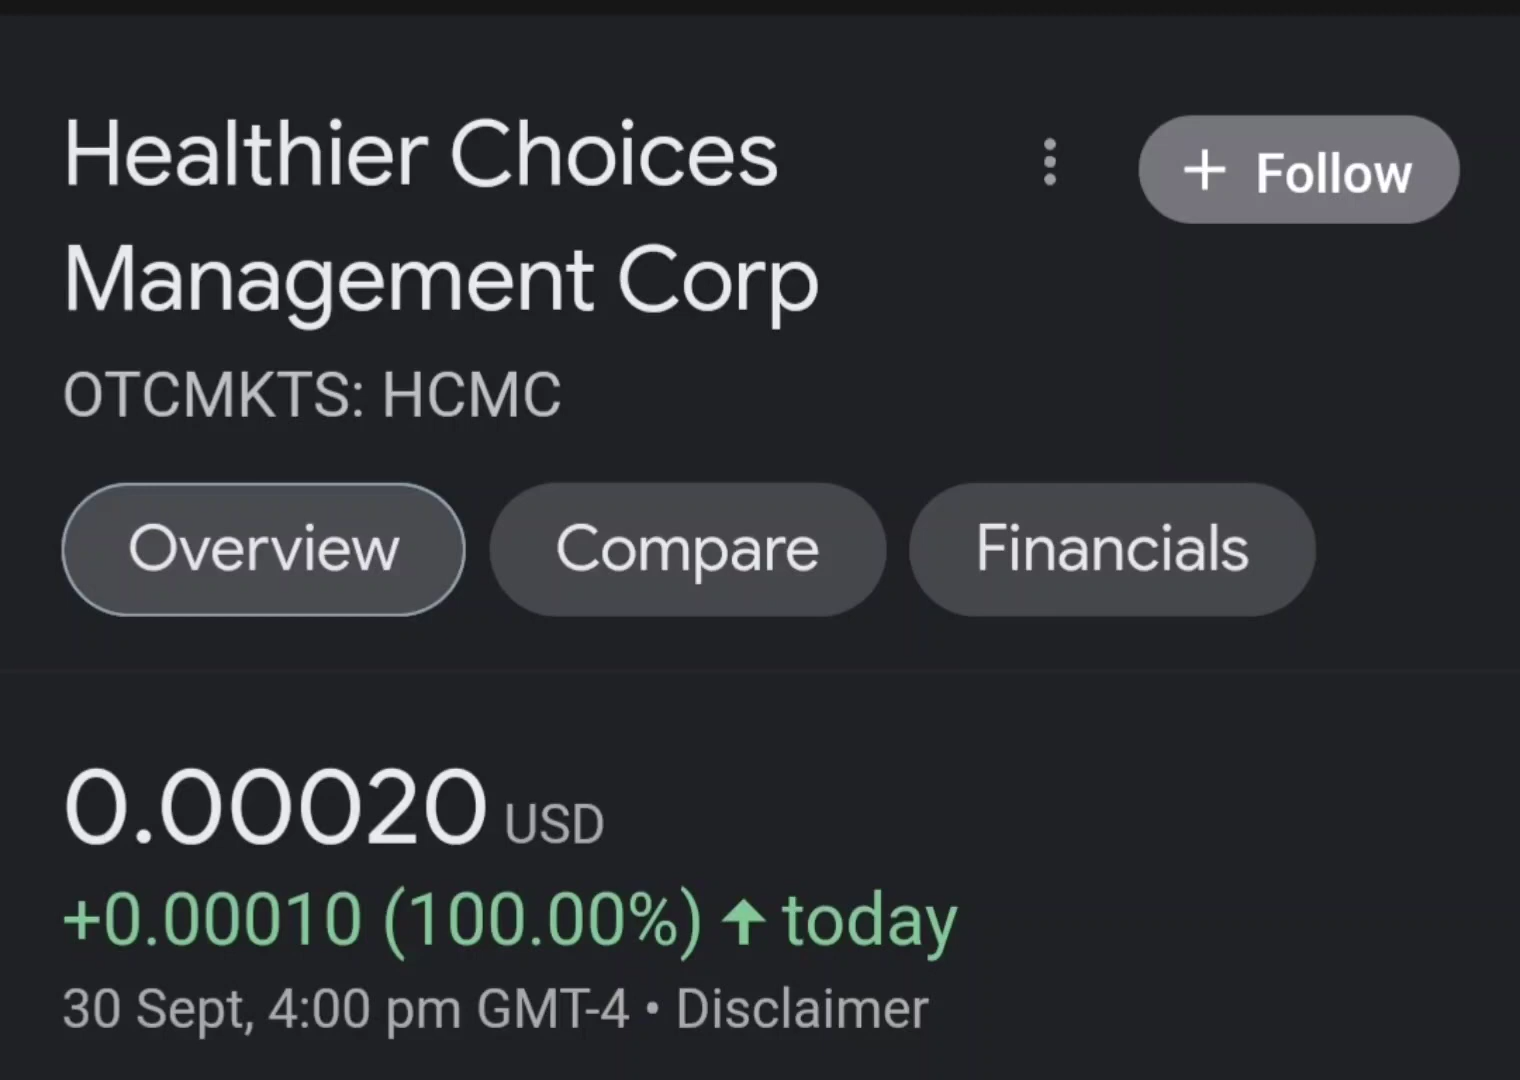 Healthier Choices
+ Follow
Management Corp
OTCMKTS: HCMC
Overview
Compare
Financials
0.00020 USD
+0.00010 (100.00%) ↑ today
30 Sept, 4:00 pm GMT-4 • Disclaimer